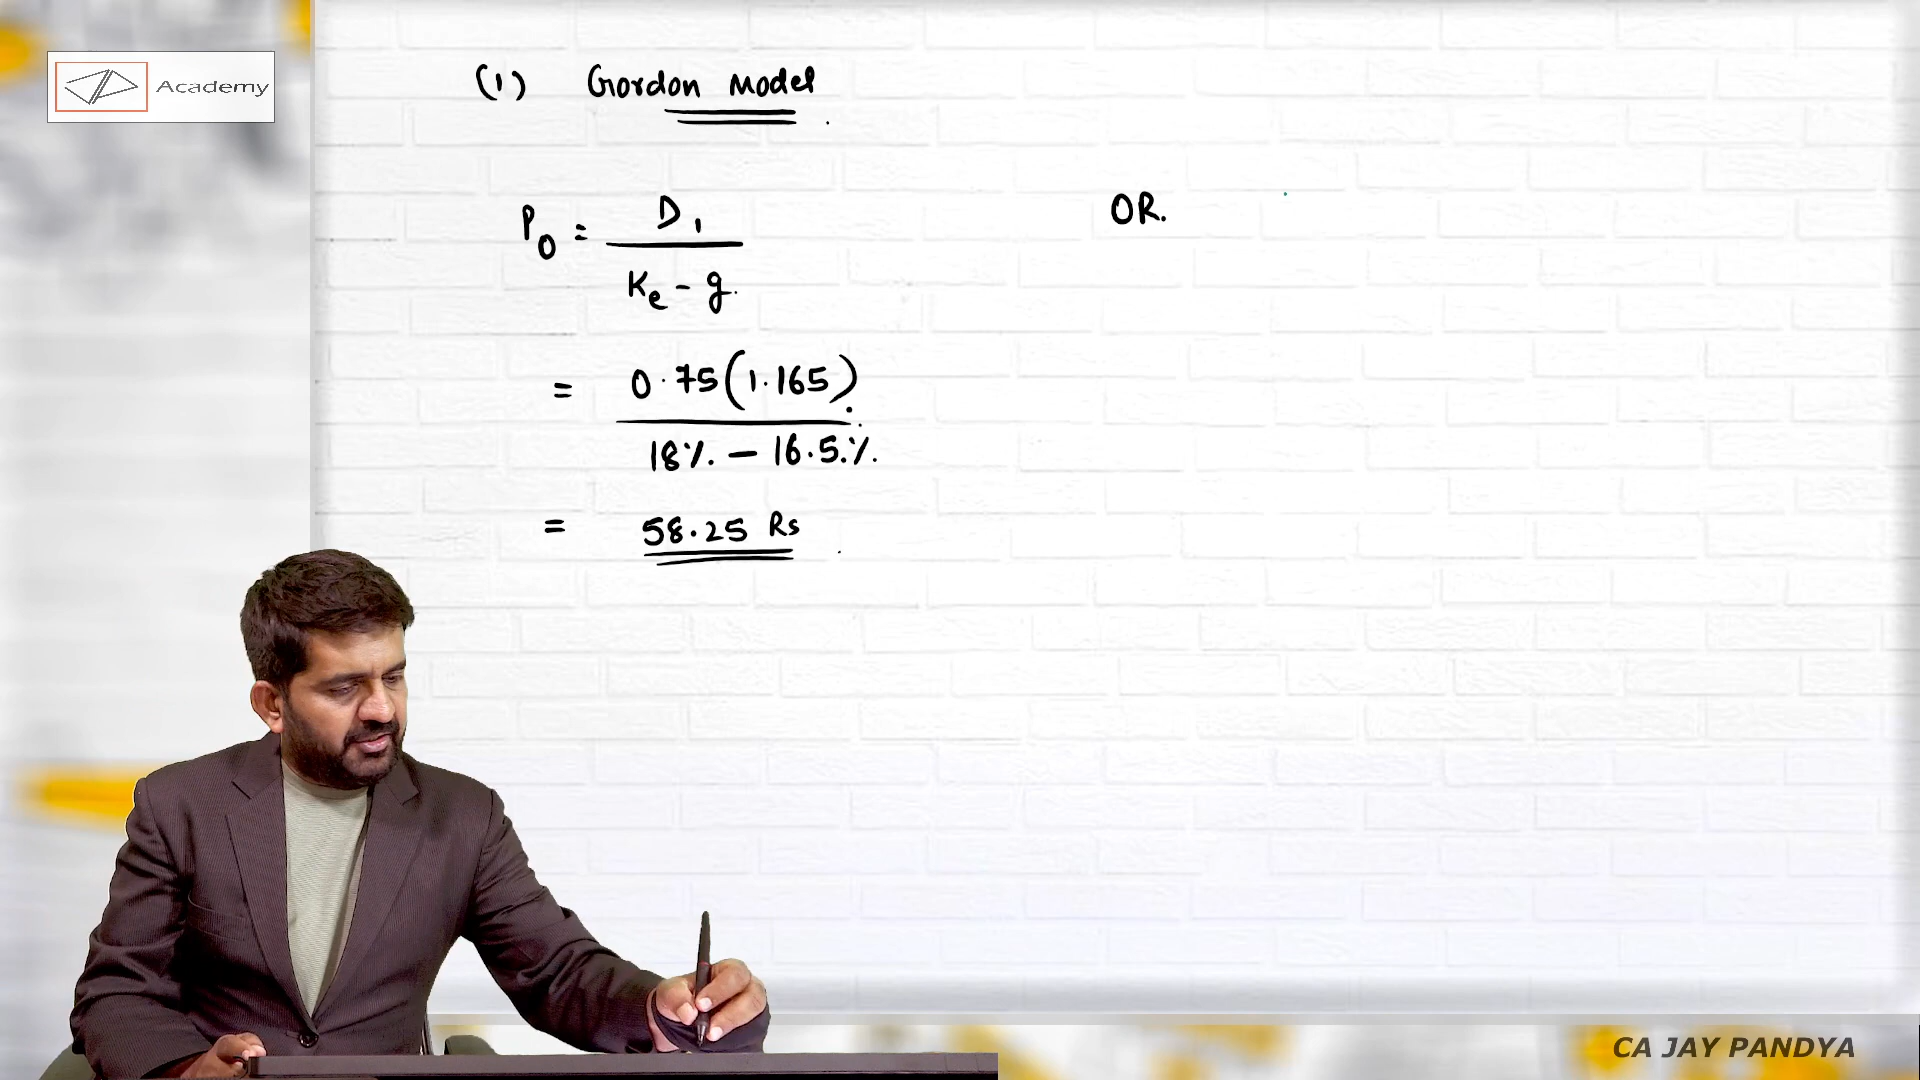 Academy
(1) Gordon Model
P0 = D1 / Ke - g.
OR.
= 0.75(1.165) / 18% - 16.5%.
= 58.25 Rs
CA JAY PANDYA